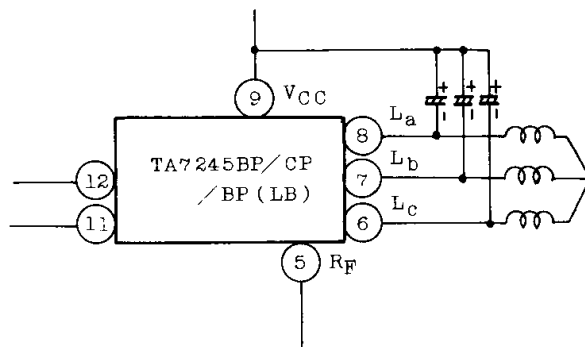 9 VCC
+ + +
- - -
8 La
TA7245BP/CP
/BP(LB)
12
7 Lb
11
6 Lc
5 RF